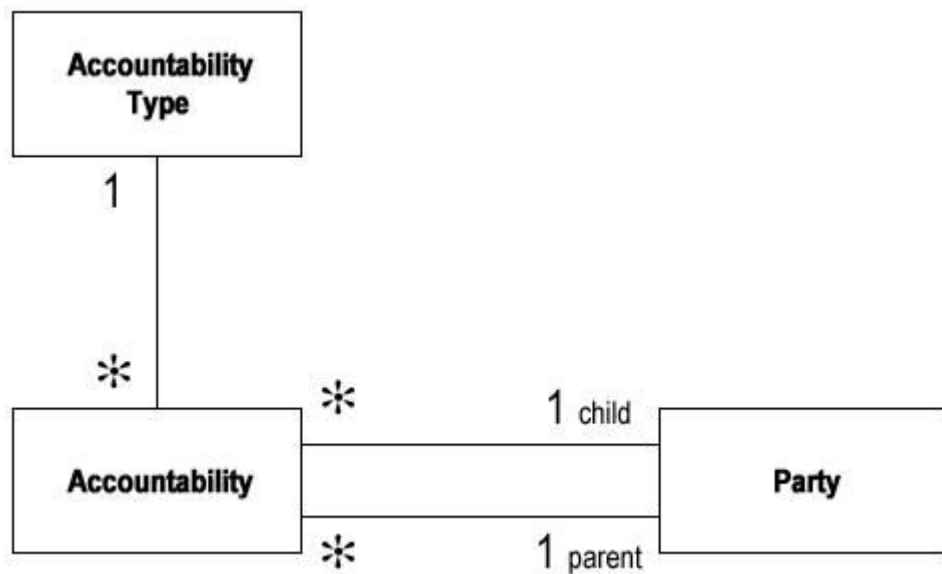 Accountability
Type
1
*
* 1 child
Accountability
Party
* 1 parent